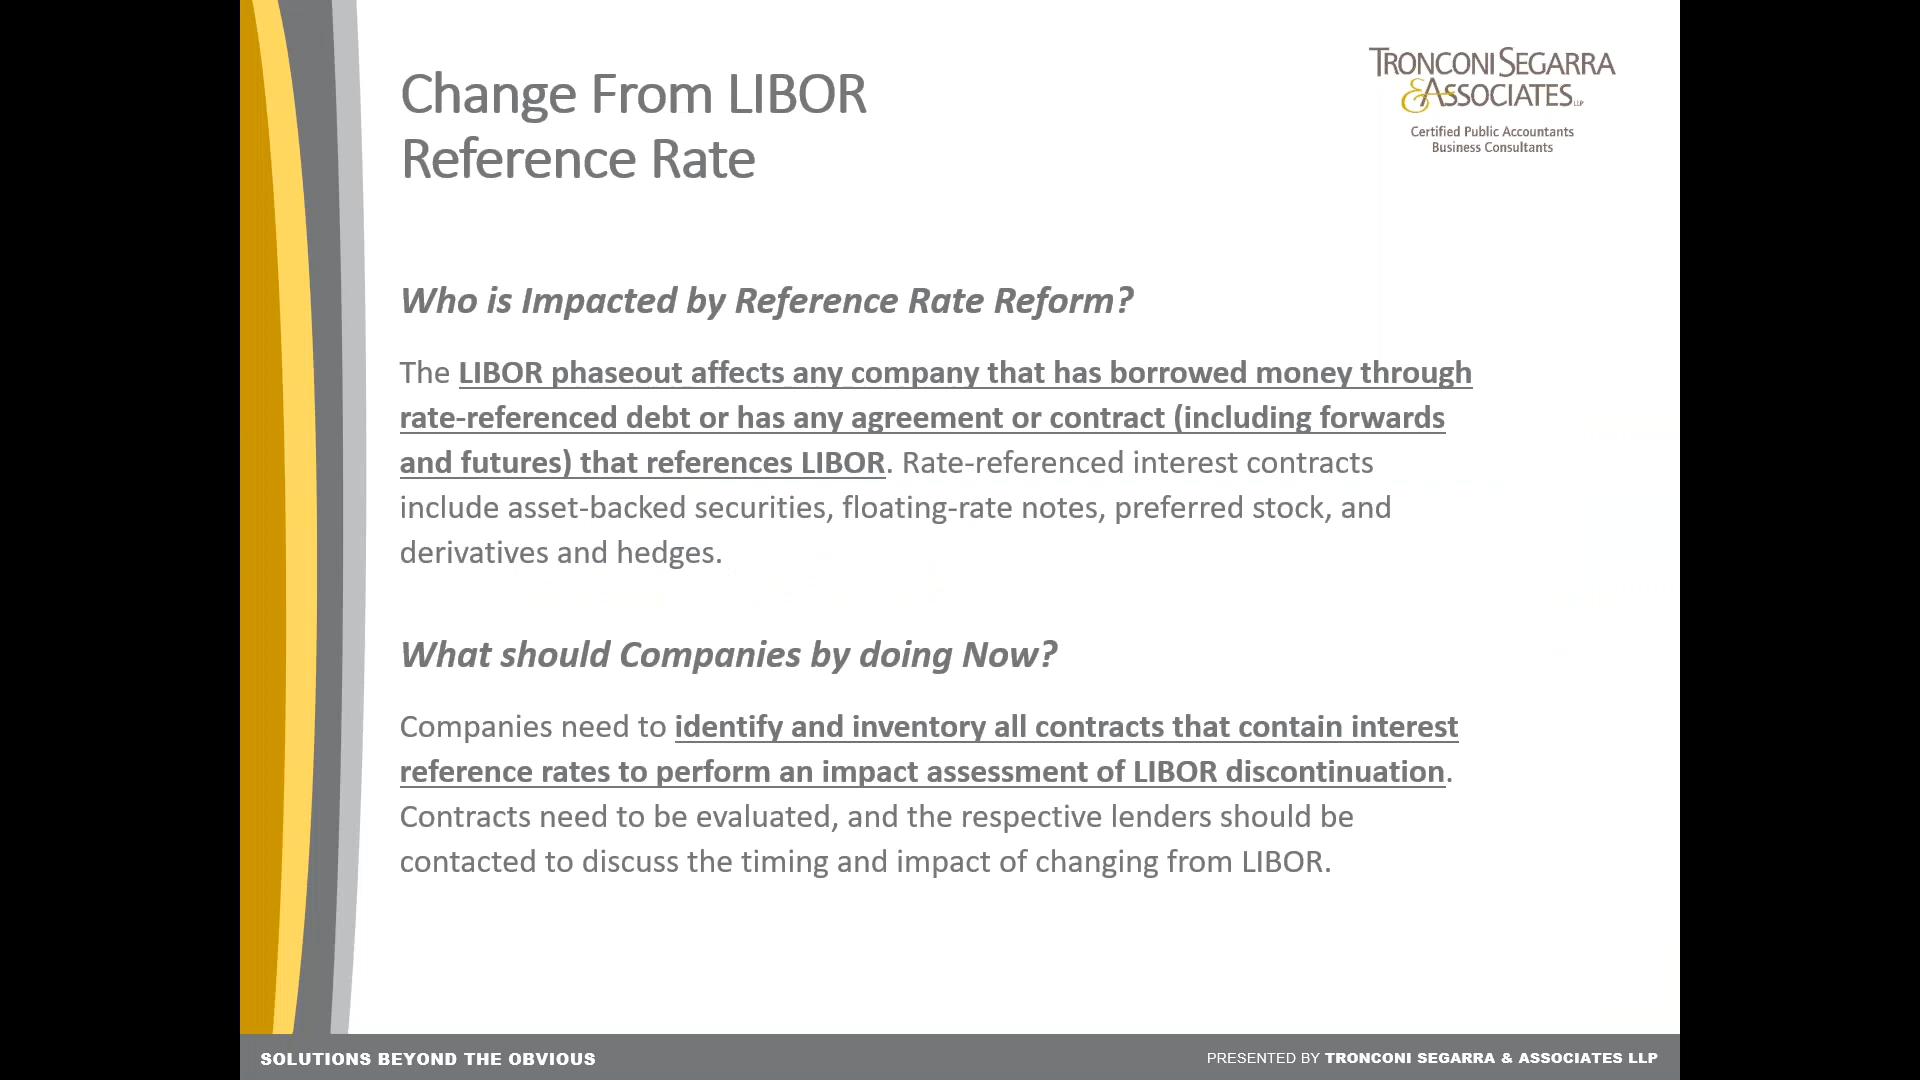 Change From LIBOR
Reference Rate
TRONCONI SEGARRA
& ASSOCIATES LLP
Certified Public Accountants
Business Consultants
Who is Impacted by Reference Rate Reform?
The LIBOR phaseout affects any company that has borrowed money through
rate-referenced debt or has any agreement or contract (including forwards
and futures) that references LIBOR. Rate-referenced interest contracts
include asset-backed securities, floating-rate notes, preferred stock, and
derivatives and hedges.
What should Companies by doing Now?
Companies need to identify and inventory all contracts that contain interest
reference rates to perform an impact assessment of LIBOR discontinuation.
Contracts need to be evaluated, and the respective lenders should be
contacted to discuss the timing and impact of changing from LIBOR.
SOLUTIONS BEYOND THE OBVIOUS
PRESENTED BY TRONCONI SEGARRA & ASSOCIATES LLP